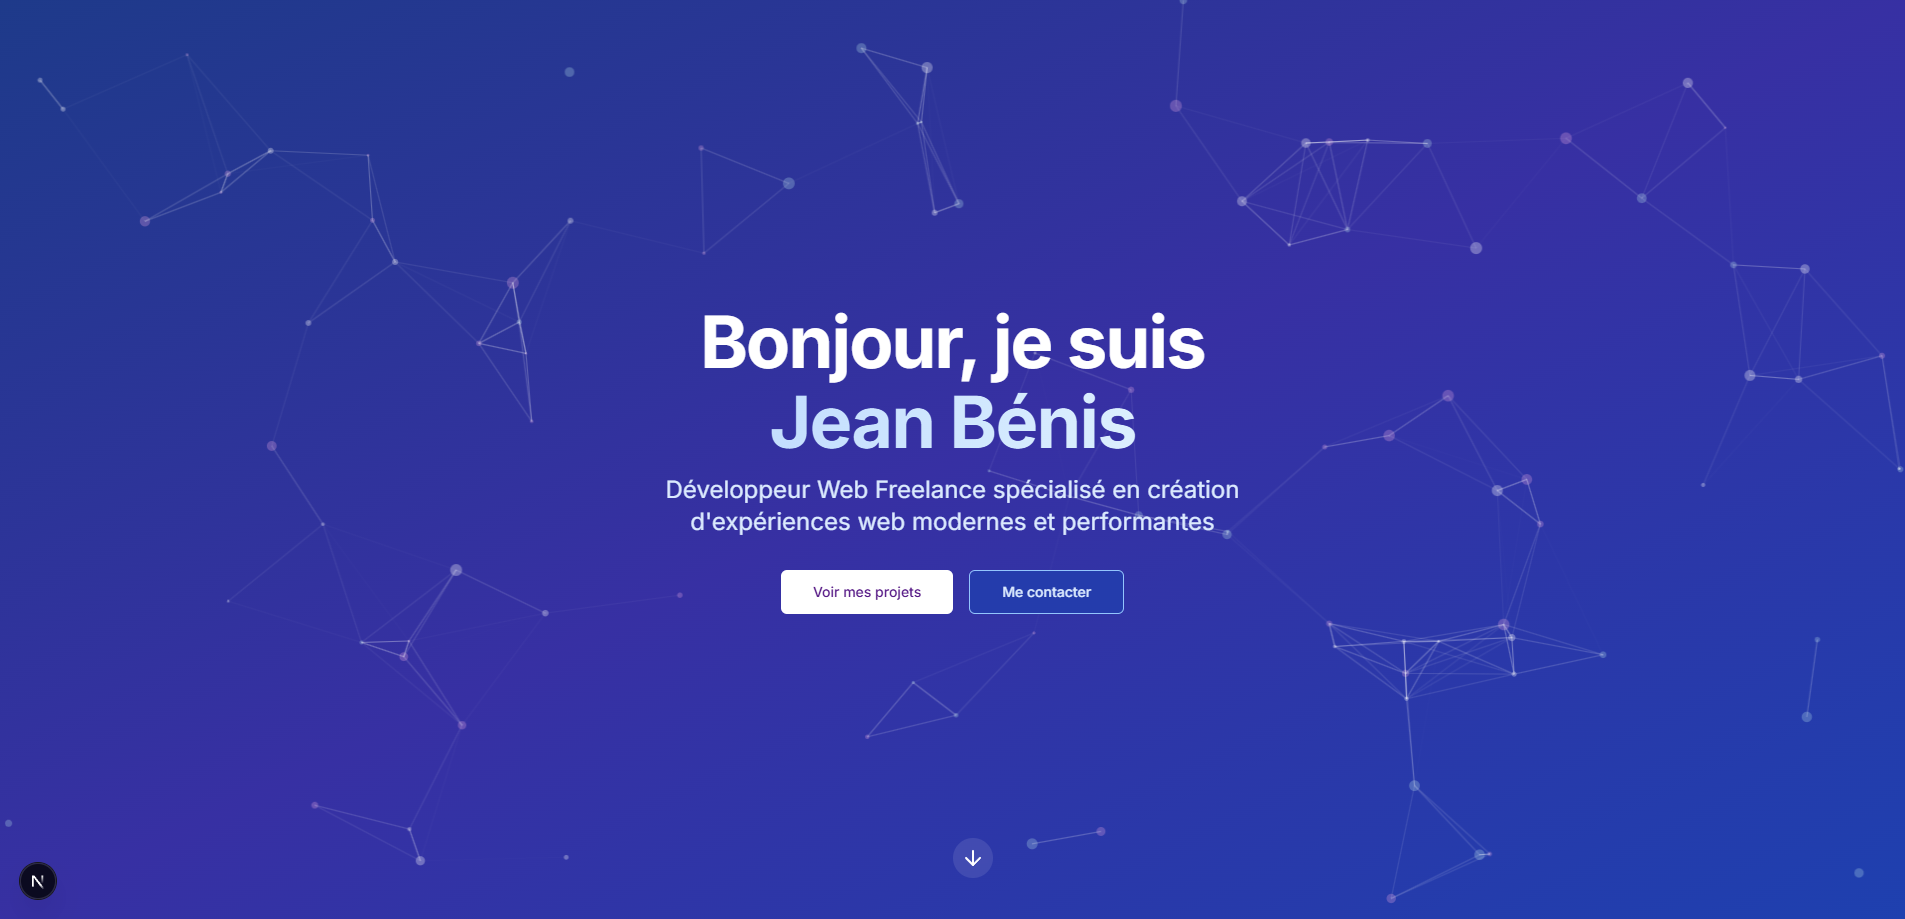 Bonjour, je suis
Jean Bénis
Développeur Web Freelance spécialisé en création
d'expériences web modernes et performantes
Voir mes projets
Me contacter
N